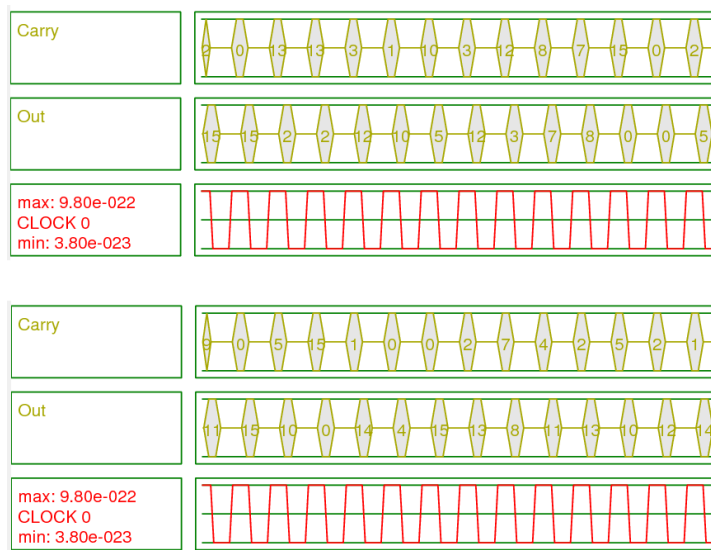 Carry
2 0 13 13 3 1 10 3 12 8 7 15 0 2
Out
15 15 2 2 12 10 5 12 3 7 8 0 0 5
max: 9.80e-022
CLOCK 0
min: 3.80e-023
Carry
9 0 5 15 1 0 0 2 7 4 2 5 2 1
Out
11 15 10 0 14 4 15 13 8 11 13 10 12 14
max: 9.80e-022
CLOCK 0
min: 3.80e-023